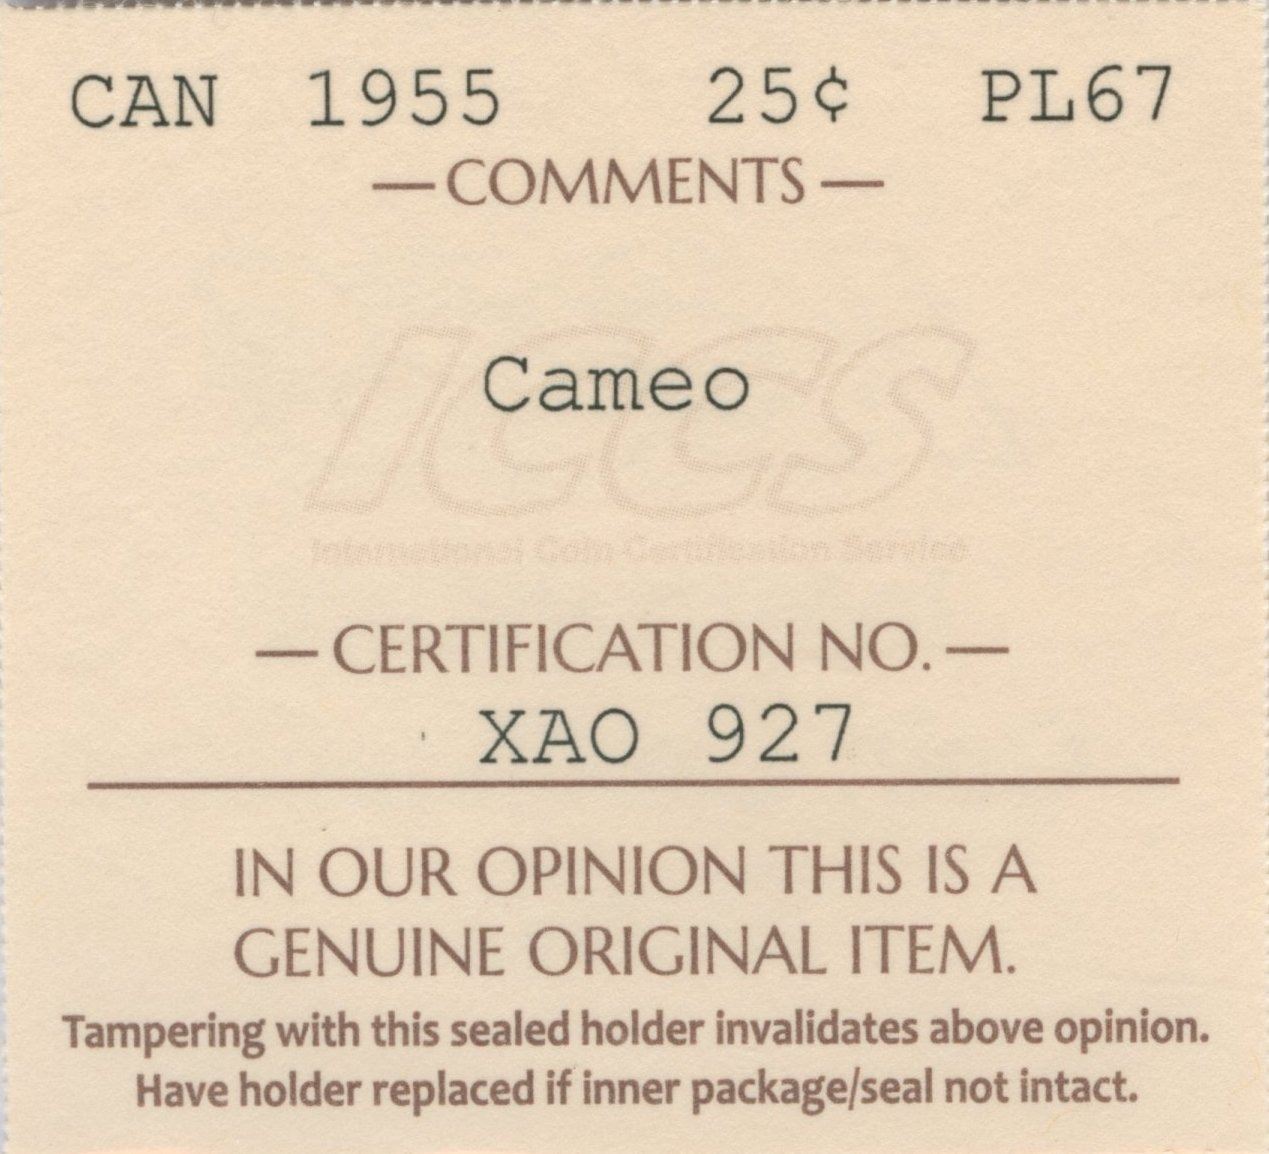 CAN 1955 25¢ PL67
— COMMENTS —
ICCS
Cameo
International Coin Certification Service
— CERTIFICATION NO. —
XAO 927
IN OUR OPINION THIS IS A
GENUINE ORIGINAL ITEM.
Tampering with this sealed holder invalidates above opinion.
Have holder replaced if inner package/seal not intact.